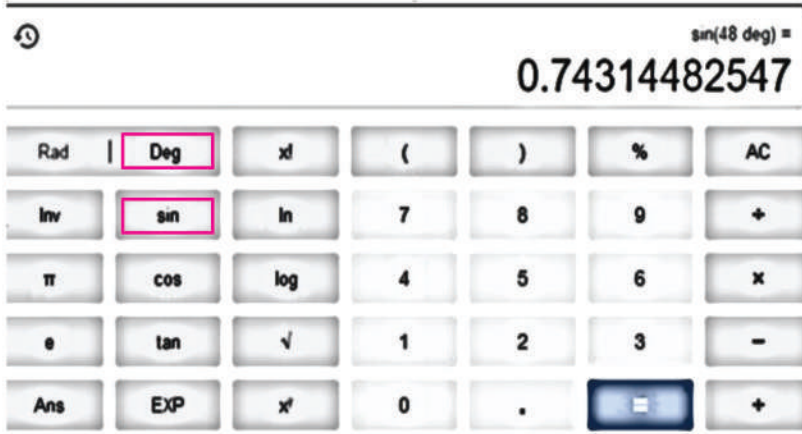 sin(48 deg) =
0.74314482547
Rad | Deg x! ( ) % AC
Inv sin ln 7 8 9 ÷
π cos log 4 5 6 ×
e tan √ 1 2 3 −
Ans EXP xʸ 0 . = +